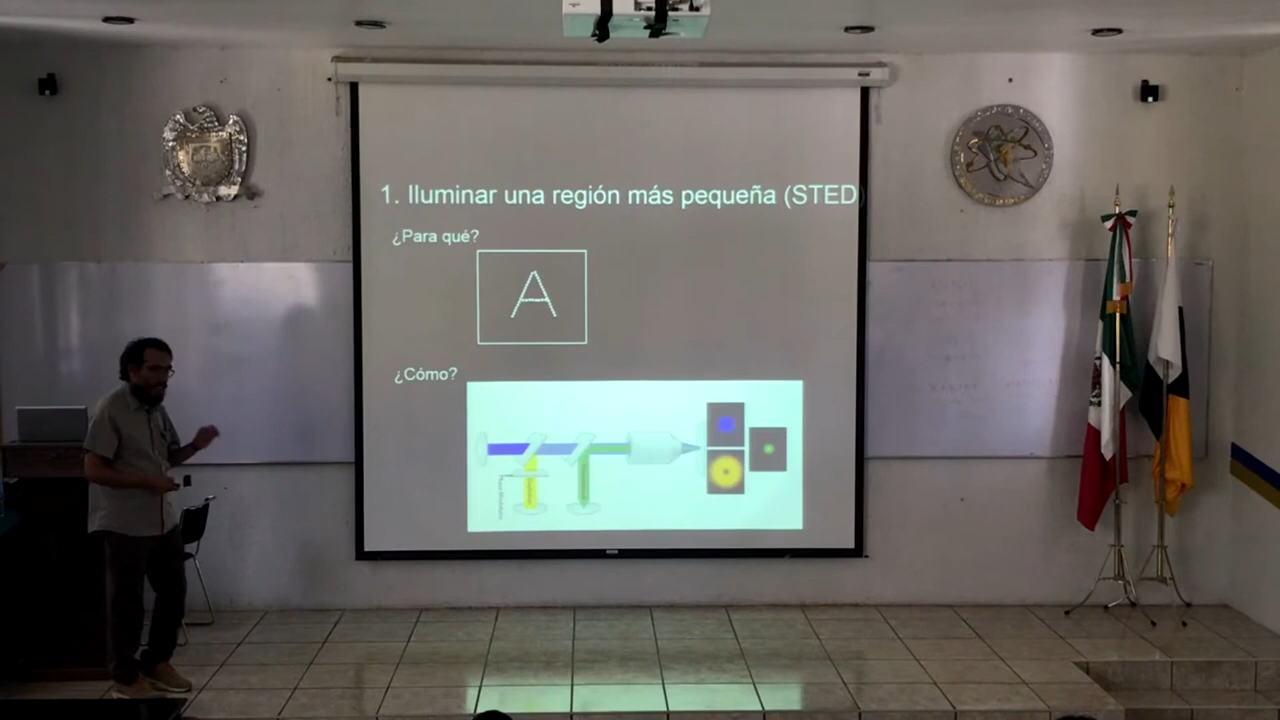 1. Iluminar una región más pequeña (STED)
¿Para qué?
A
¿Cómo?